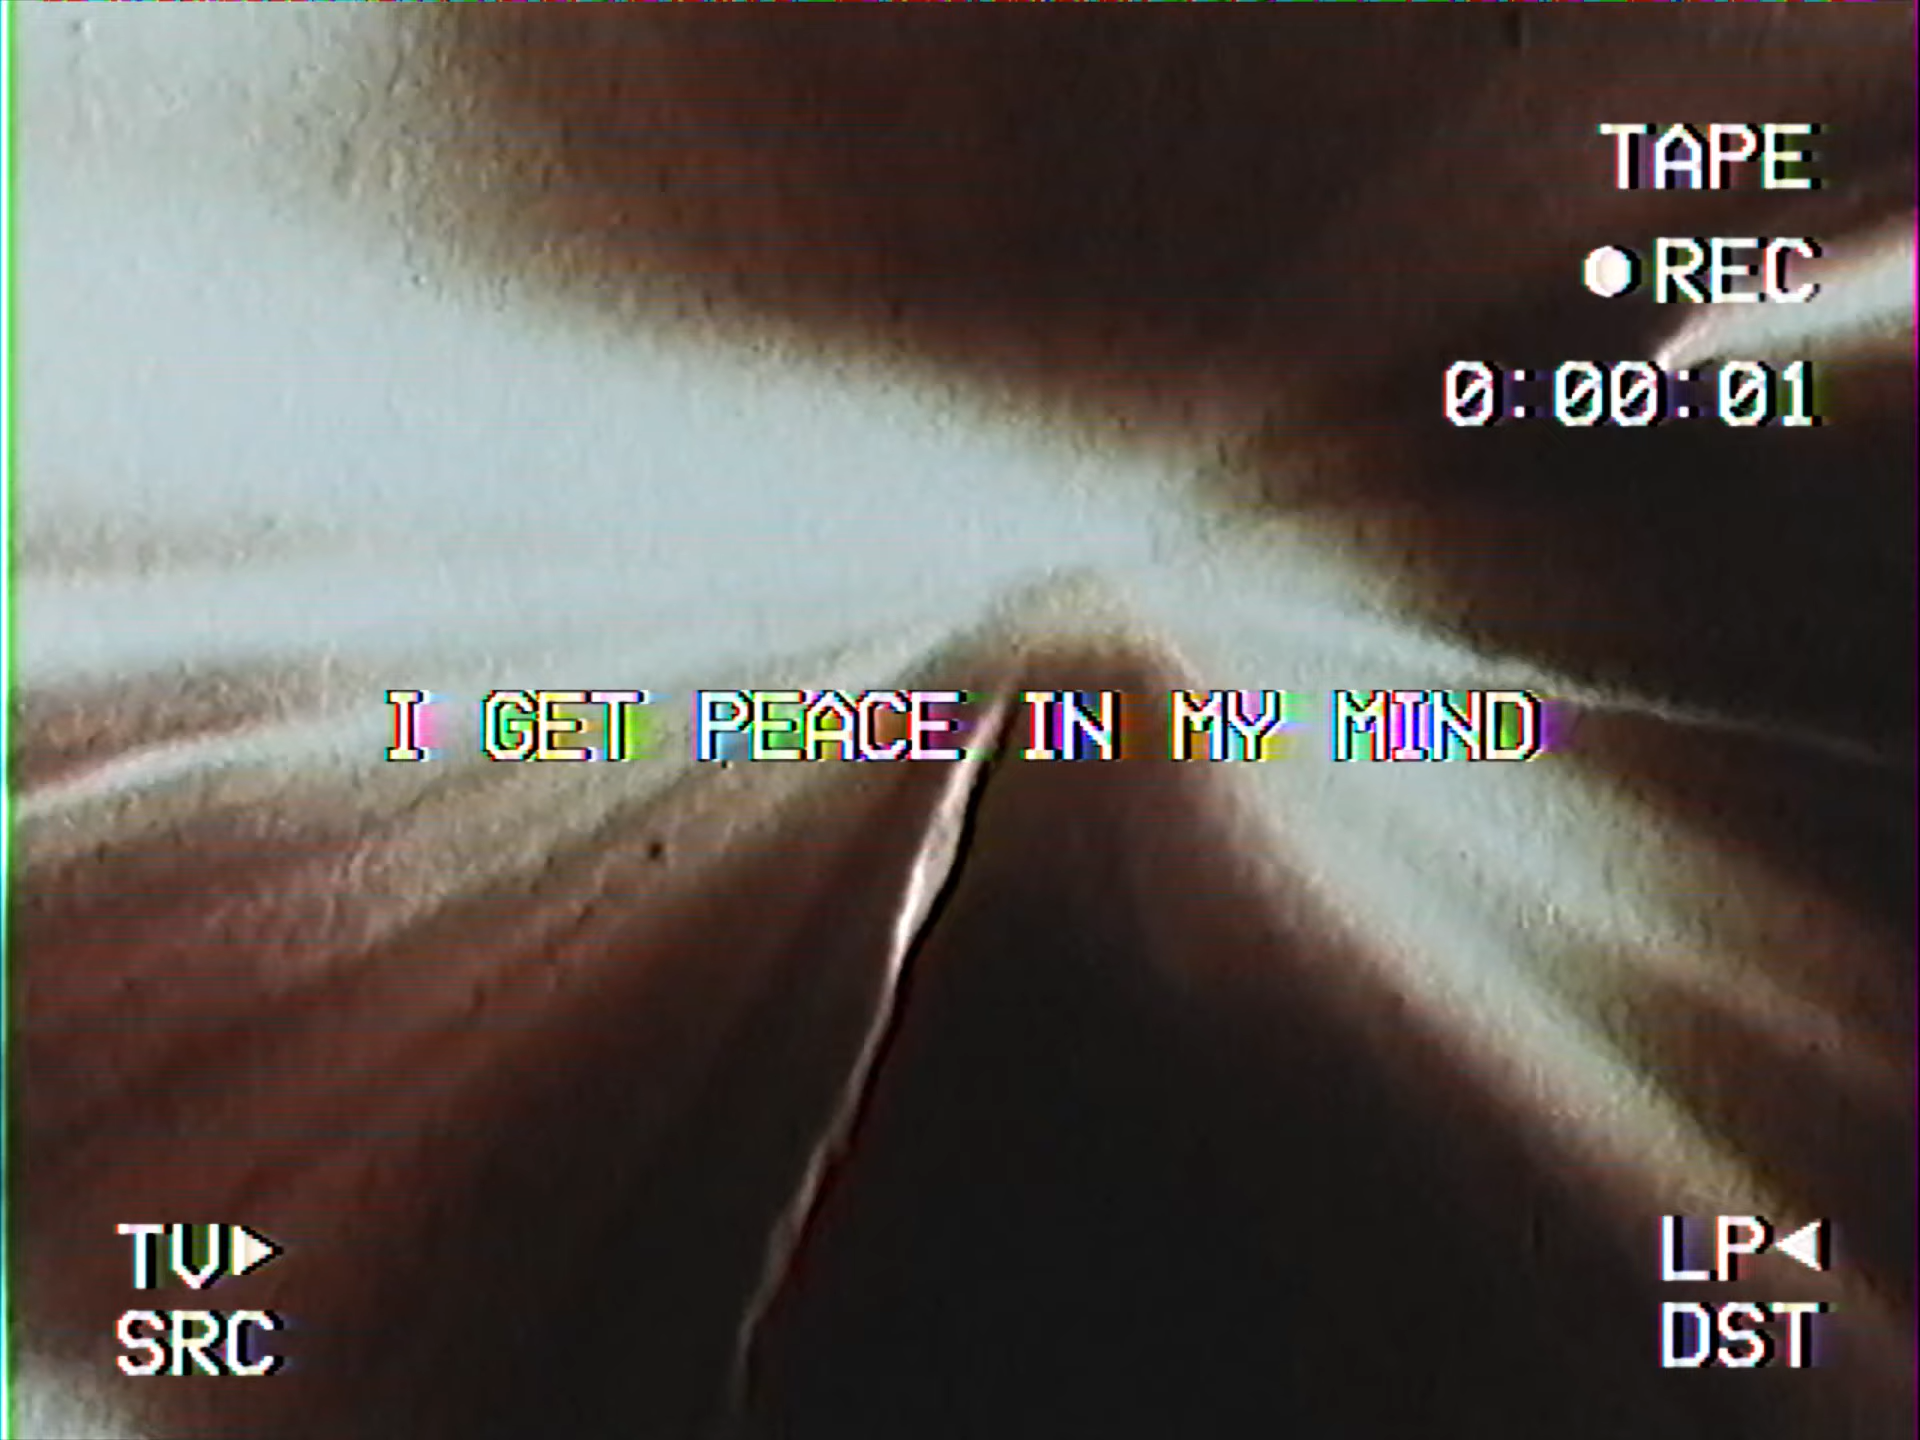 TAPE
●REC
0:00:01
I GET PEACE IN MY MIND
TV▶
SRC
LP◀
DST